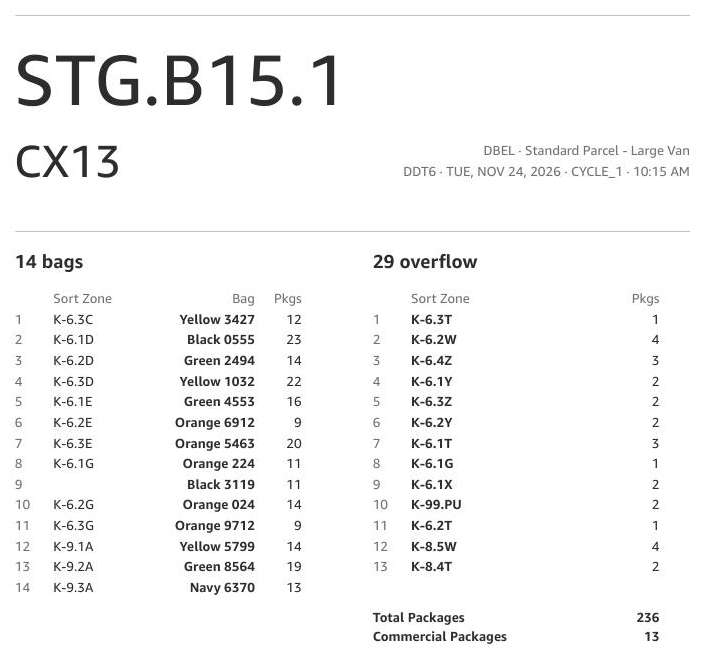 STG.B15.1
CX13
DBEL · Standard Parcel - Large Van
DDT6 · TUE, NOV 24, 2026 · CYCLE_1 · 10:15 AM
14 bags
Sort Zone Bag Pkgs
1 K-6.3C Yellow 3427 12
2 K-6.1D Black 0555 23
3 K-6.2D Green 2494 14
4 K-6.3D Yellow 1032 22
5 K-6.1E Green 4553 16
6 K-6.2E Orange 6912 9
7 K-6.3E Orange 5463 20
8 K-6.1G Orange 224 11
9 Black 3119 11
10 K-6.2G Orange 024 14
11 K-6.3G Orange 9712 9
12 K-9.1A Yellow 5799 14
13 K-9.2A Green 8564 19
14 K-9.3A Navy 6370 13
29 overflow
Sort Zone Pkgs
1 K-6.3T 1
2 K-6.2W 4
3 K-6.4Z 3
4 K-6.1Y 2
5 K-6.3Z 2
6 K-6.2Y 2
7 K-6.1T 3
8 K-6.1G 1
9 K-6.1X 2
10 K-99.PU 2
11 K-6.2T 1
12 K-8.5W 4
13 K-8.4T 2
Total Packages 236
Commercial Packages 13